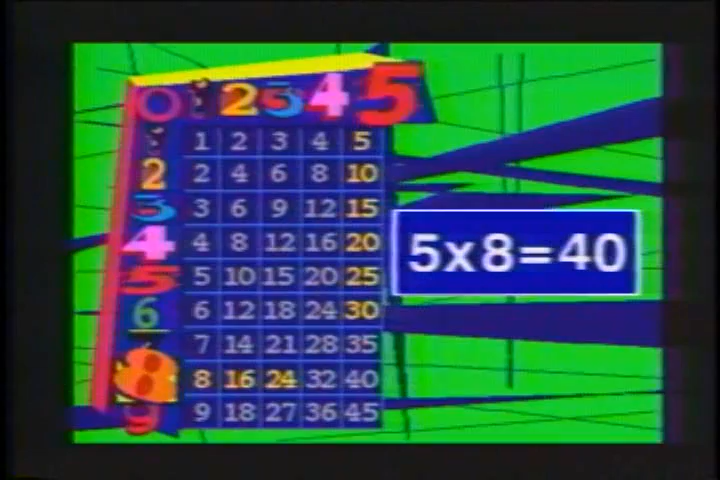 0 1 2 3 4 5
1 1 2 3 4 5
2 2 4 6 8 10
3 3 6 9 12 15
4 4 8 12 16 20
5 5 10 15 20 25
6 6 12 18 24 30
7 14 21 28 35
8 8 16 24 32 40
9 9 18 27 36 45
5x8=40